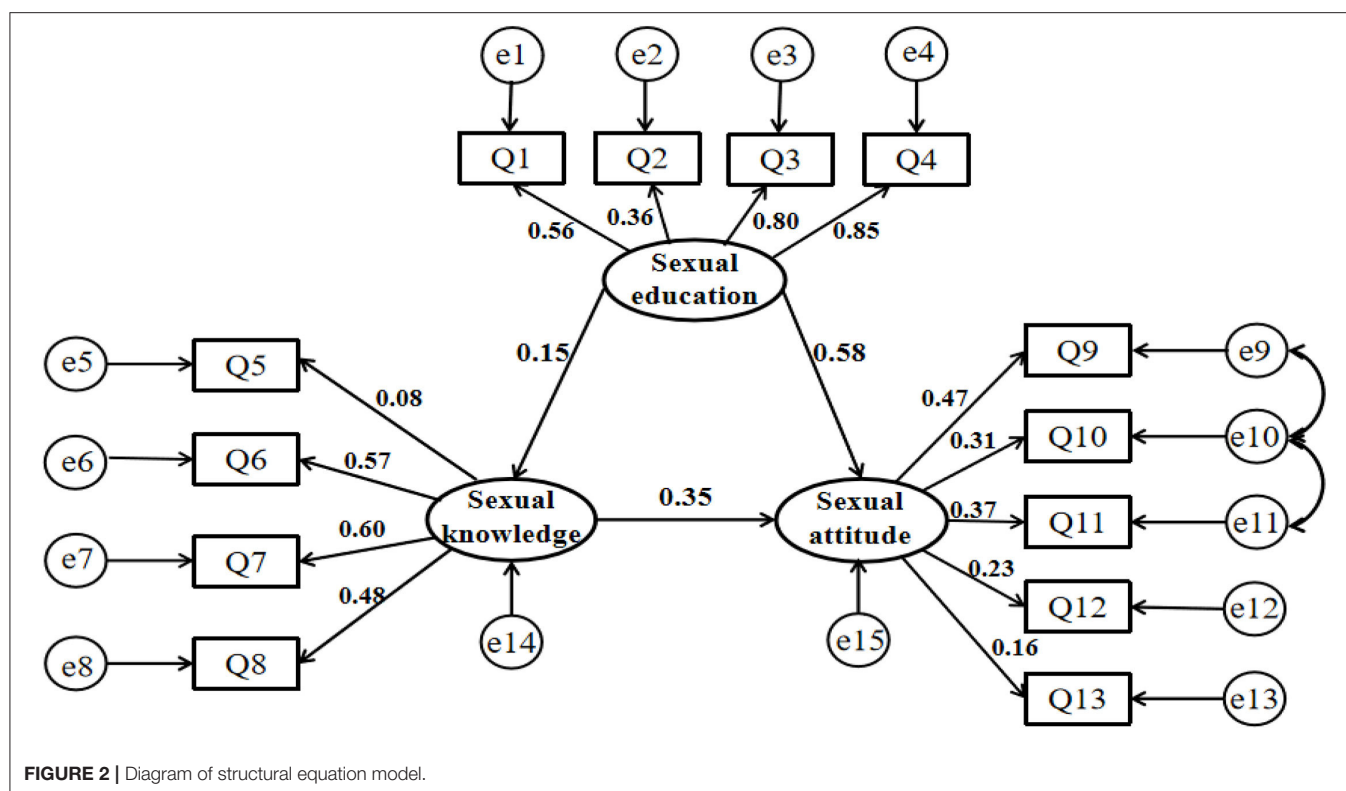 e1 e2 e3 e4
Q1 Q2 Q3 Q4
0.56 0.36 0.80 0.85
Sexual
education
0.15 0.58
e5 Q5
0.08
e6 Q6
0.57
e7 Q7
0.60
e8 Q8
0.48
Sexual
knowledge
e14
0.35
Sexual
attitude
e15
0.47
Q9 e9
0.31
Q10 e10
0.37
Q11 e11
0.23
Q12 e12
0.16
Q13 e13
FIGURE 2 | Diagram of structural equation model.